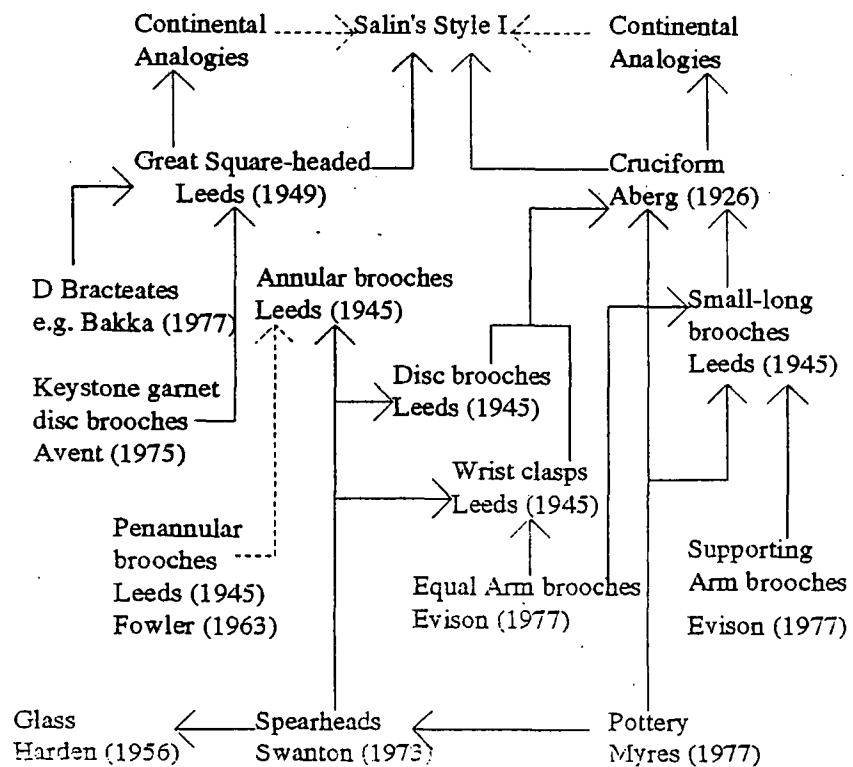 Continental
Analogies
Salin's Style I
Continental
Analogies
Great Square-headed
Leeds (1949)
Cruciform
Aberg (1926)
D Bracteates
e.g. Bakka (1977)
Annular brooches
Leeds (1945)
Small-long
brooches
Leeds (1945)
Keystone garnet
disc brooches
Avent (1975)
Disc brooches
Leeds (1945)
Wrist clasps
Leeds (1945)
Penannular
brooches
Leeds (1945)
Fowler (1963)
Equal Arm brooches
Evison (1977)
Supporting
Arm brooches
Evison (1977)
Glass
Harden (1956)
Spearheads
Swanton (1973)
Pottery
Myres (1977)